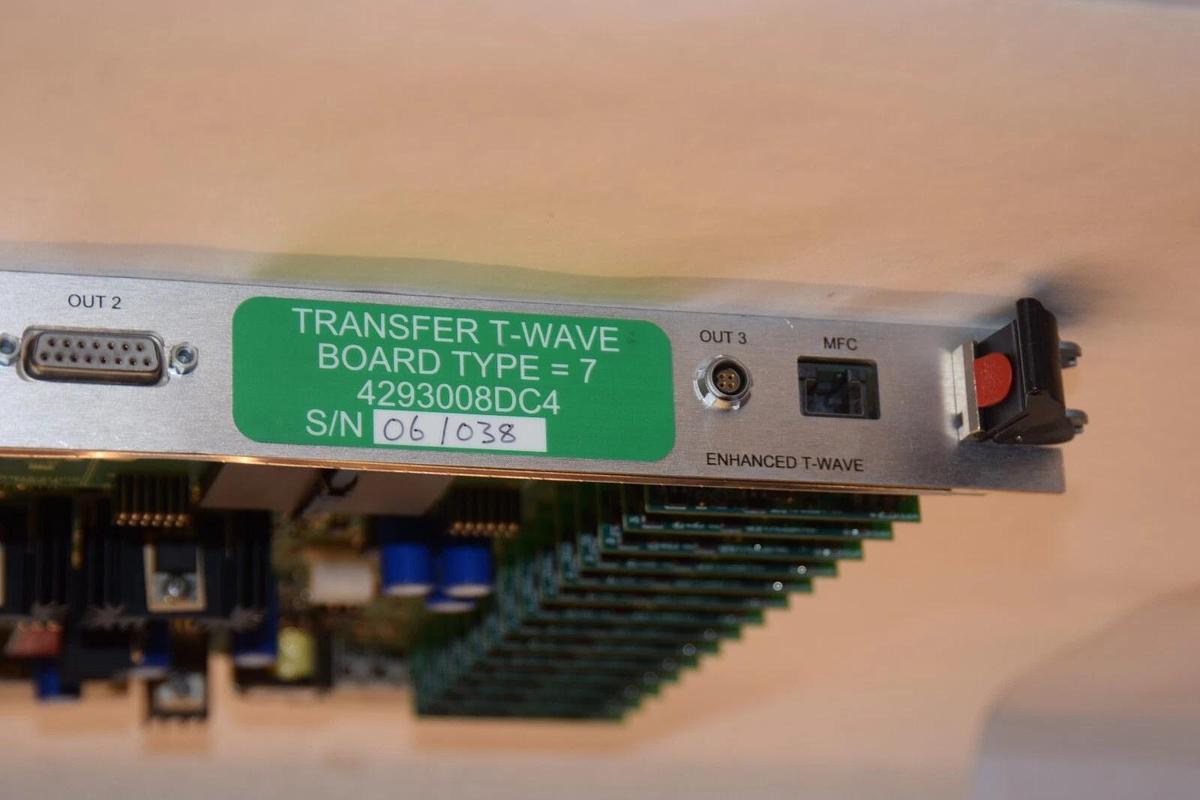 OUT 2
TRANSFER T-WAVE
BOARD TYPE = 7
4293008DC4
S/N 06/038
OUT 3
MFC
ENHANCED T-WAVE